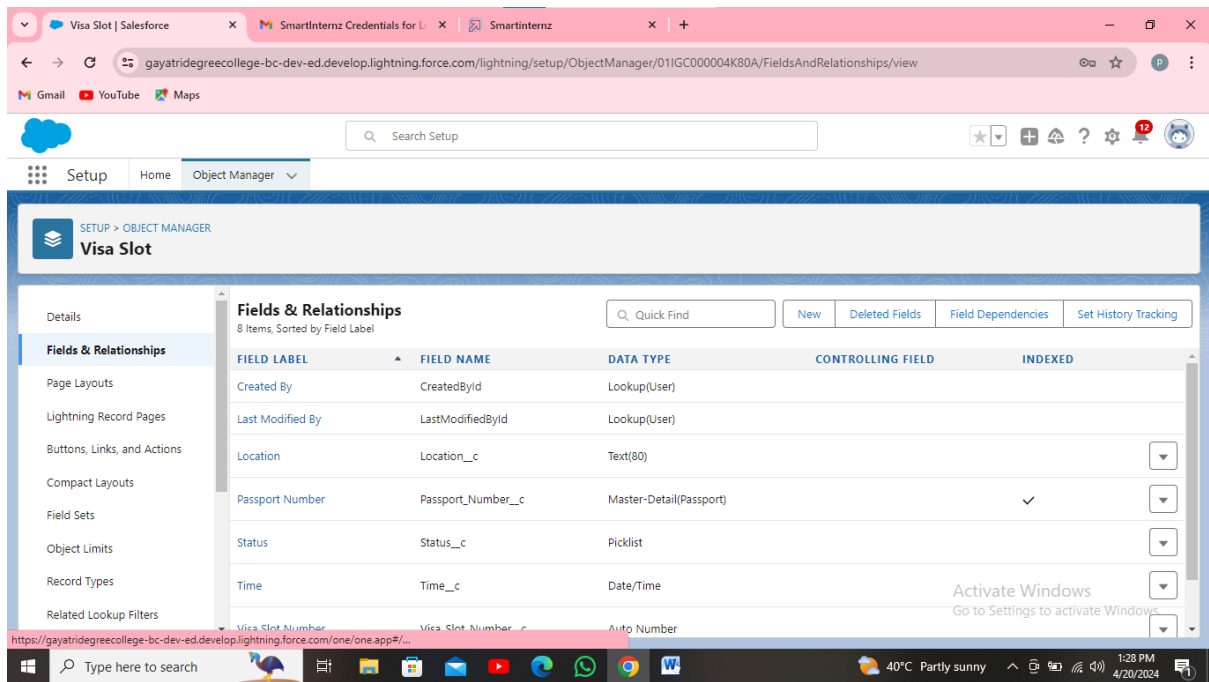 Visa Slot | Salesforce
SmartInternz Credentials for Lo
Smartinternz
gayatridegreecollege-bc-dev-ed.develop.lightning.force.com/lightning/setup/ObjectManager/01IGC000004K80A/FieldsAndRelationships/view
P
Gmail YouTube Maps
Search Setup
12
Setup Home Object Manager
SETUP > OBJECT MANAGER
Visa Slot
Details
Fields & Relationships
Page Layouts
Lightning Record Pages
Buttons, Links, and Actions
Compact Layouts
Field Sets
Object Limits
Record Types
Related Lookup Filters
Fields & Relationships
8 Items, Sorted by Field Label
Quick Find
New Deleted Fields Field Dependencies Set History Tracking
FIELD LABEL FIELD NAME DATA TYPE CONTROLLING FIELD INDEXED
Created By CreatedById Lookup(User)
Last Modified By LastModifiedById Lookup(User)
Location Location__c Text(80)
Passport Number Passport_Number__c Master-Detail(Passport)
Status Status__c Picklist
Time Time__c Date/Time
Visa Slot Number Visa_Slot_Number__c Auto Number
Activate Windows
Go to Settings to activate Windows.
https://gayatridegreecollege-bc-dev-ed.develop.lightning.force.com/one/one.app#/...
Type here to search
40°C Partly sunny
1:28 PM
4/20/2024
1